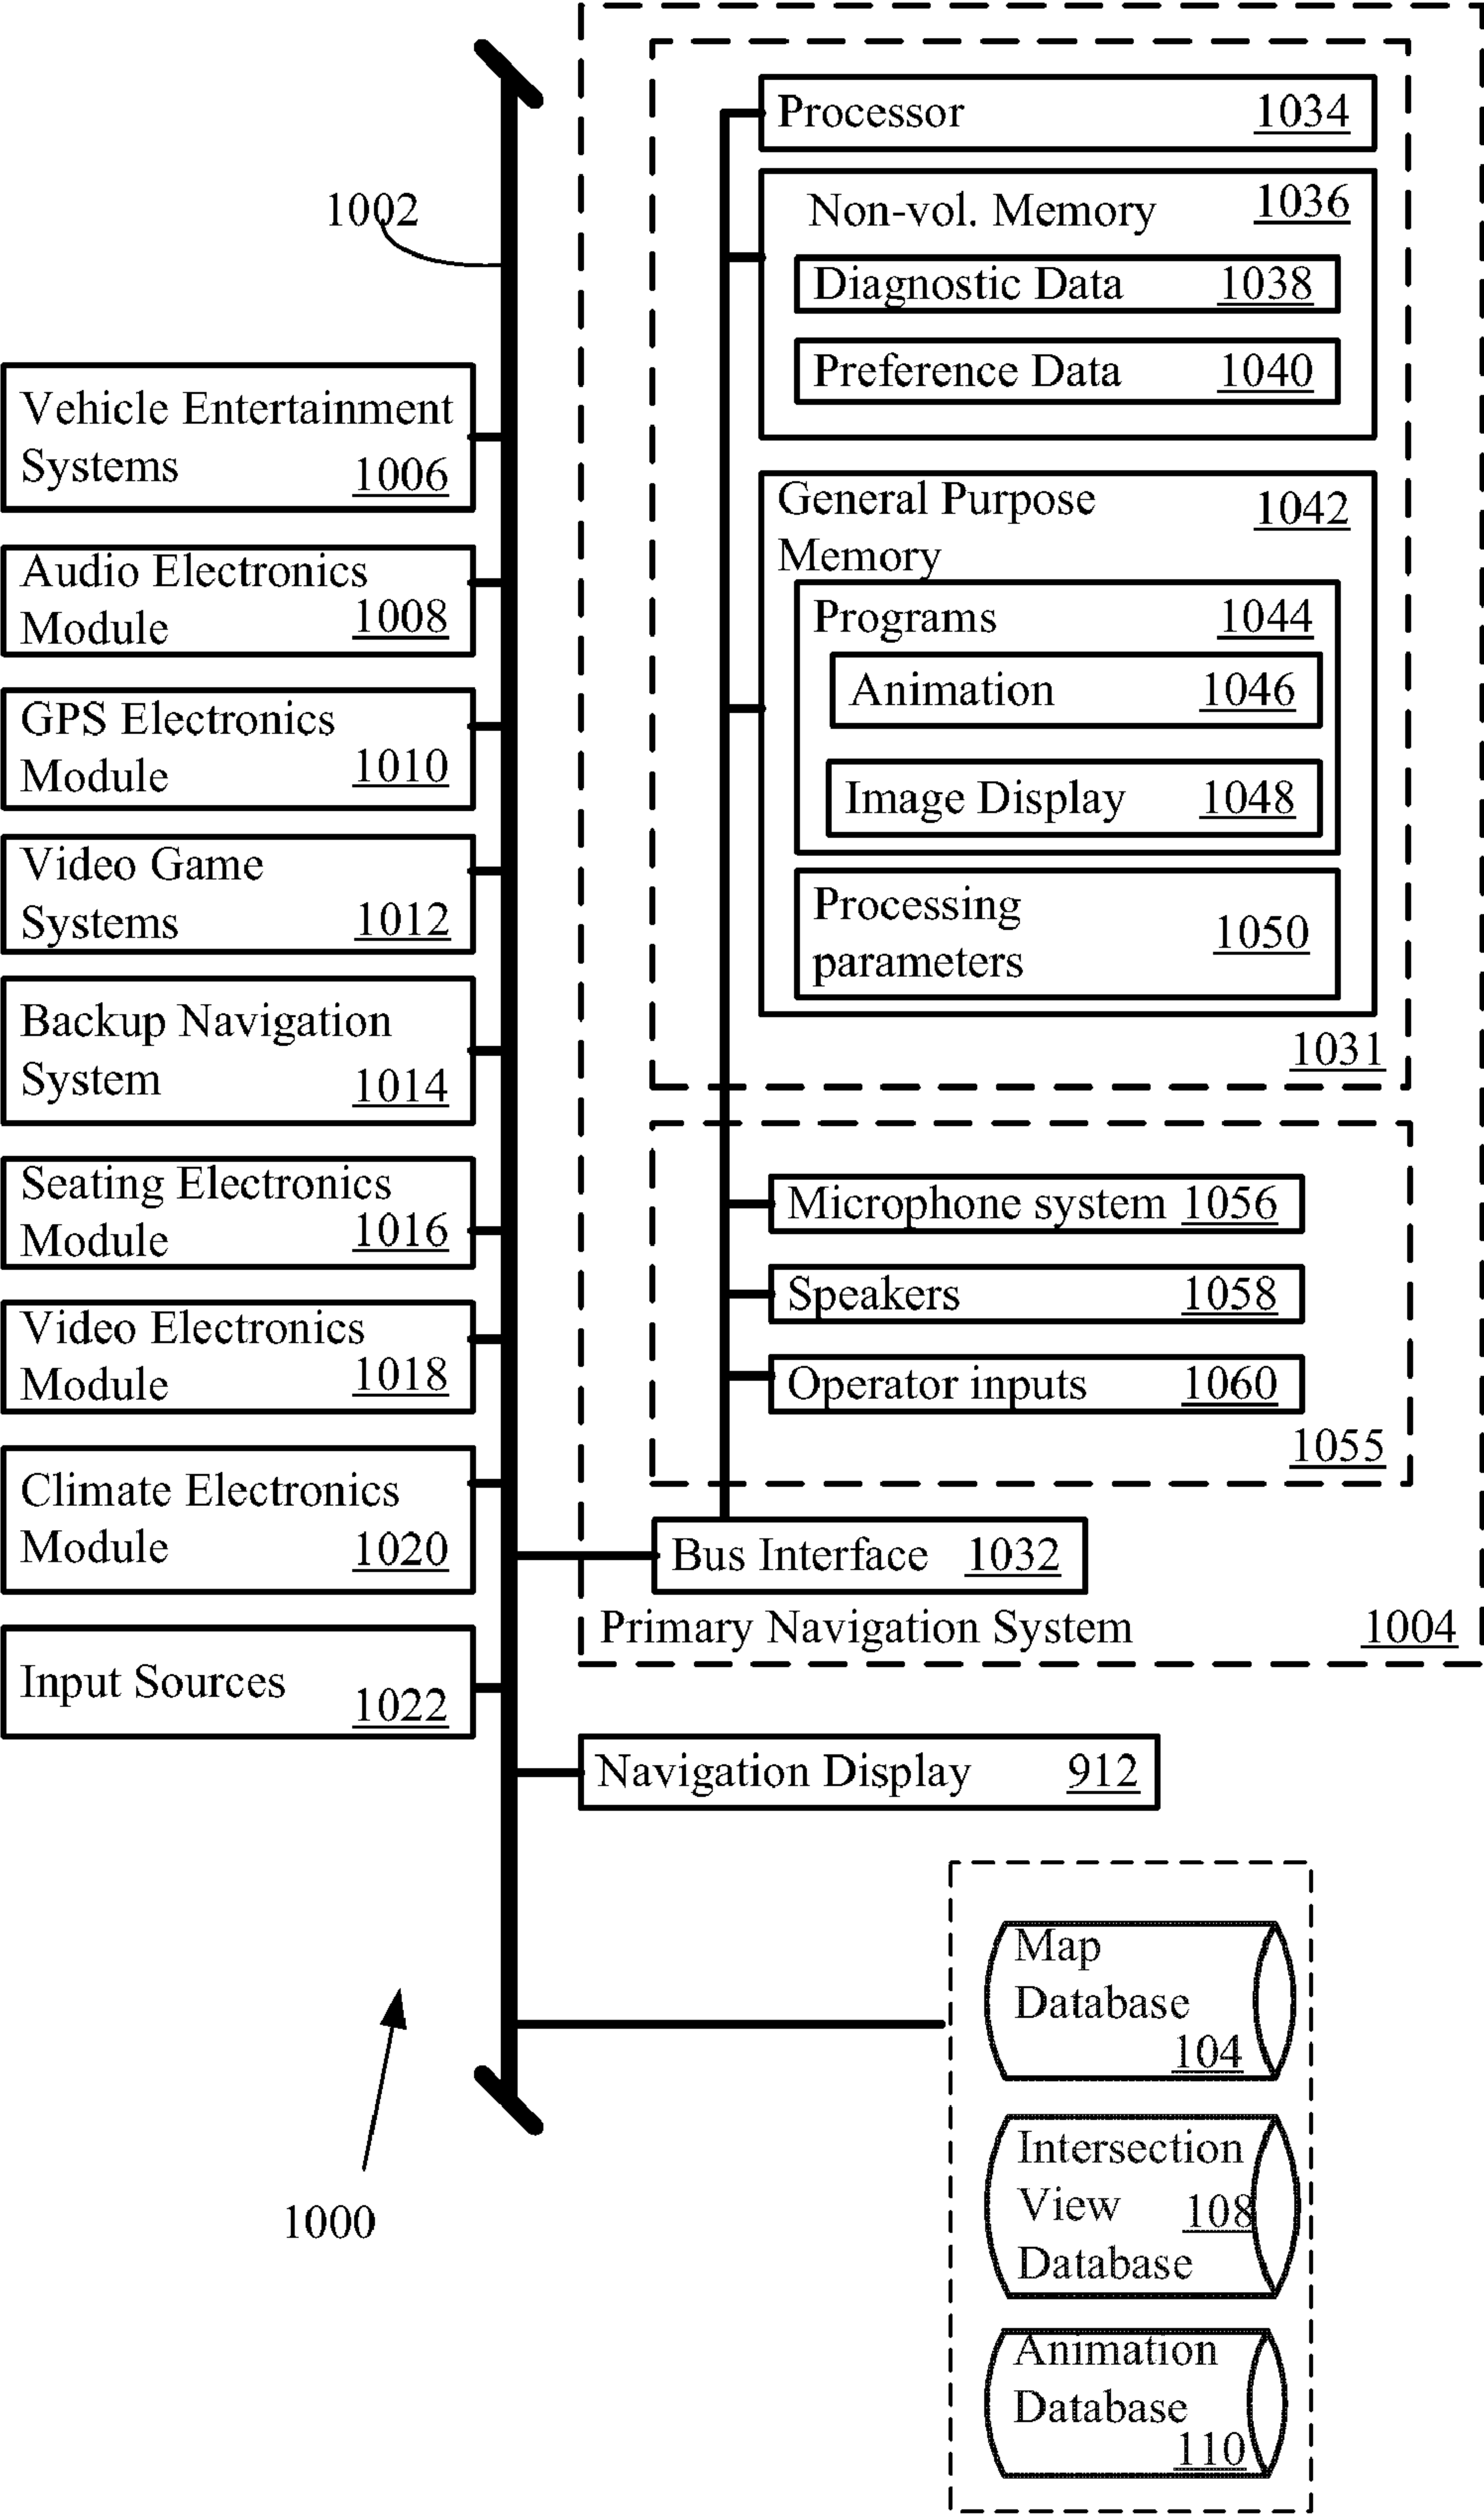 1002
Vehicle Entertainment
Systems 1006
Audio Electronics
Module 1008
GPS Electronics
Module 1010
Video Game
Systems 1012
Backup Navigation
System 1014
Seating Electronics
Module 1016
Video Electronics
Module 1018
Climate Electronics
Module 1020
Input Sources 1022
1000
Processor 1034
Non-vol. Memory 1036
Diagnostic Data 1038
Preference Data 1040
General Purpose 1042
Memory
Programs 1044
Animation 1046
Image Display 1048
Processing
parameters 1050
1031
Microphone system 1056
Speakers 1058
Operator inputs 1060
1055
Bus Interface 1032
Primary Navigation System 1004
Navigation Display 912
Map
Database
104
Intersection
View 108
Database
Animation
Database
110